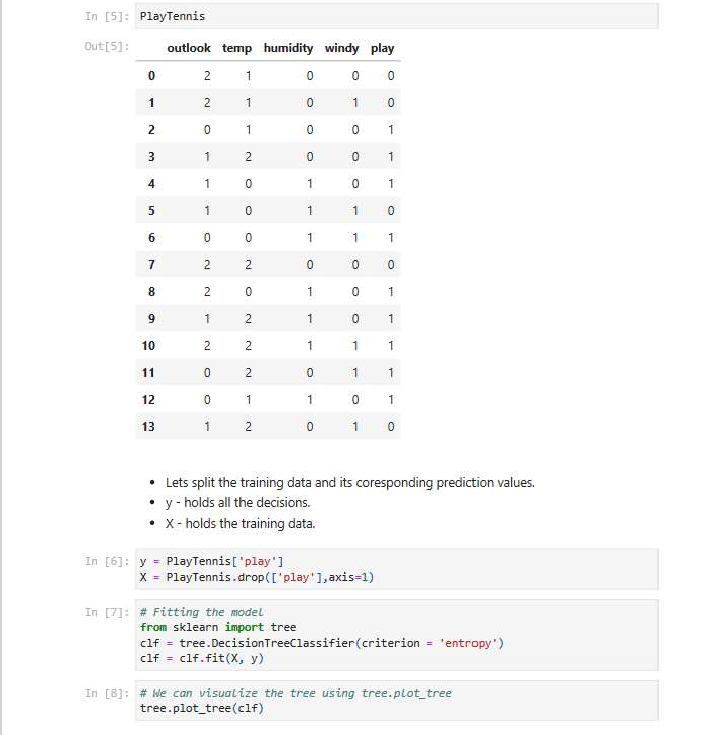 In [5]: PlayTennis
Out[5]:
outlook temp humidity windy play
0 2 1 0 0 0
1 2 1 0 1 0
2 0 1 0 0 1
3 1 2 0 0 1
4 1 0 1 0 1
5 1 0 1 1 0
6 0 0 1 1 1
7 2 2 0 0 0
8 2 0 1 0 1
9 1 2 1 0 1
10 2 2 1 1 1
11 0 2 0 1 1
12 0 1 1 0 1
13 1 2 0 1 0
• Lets split the training data and its coresponding prediction values.
• y - holds all the decisions.
• X - holds the training data.
In [6]: y = PlayTennis['play']
X = PlayTennis.drop(['play'],axis=1)
In [7]: # Fitting the model
from sklearn import tree
clf = tree.DecisionTreeClassifier(criterion = 'entropy')
clf = clf.fit(X, y)
In [8]: # We can visualize the tree using tree.plot_tree
tree.plot_tree(clf)